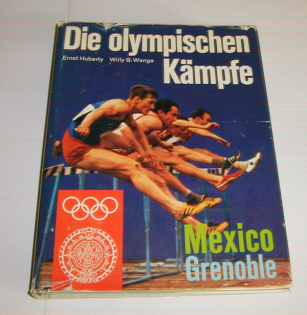 Die olympischen
Ernst Huberty Willy B. Wange
Kämpfe
Mexico
Grenoble